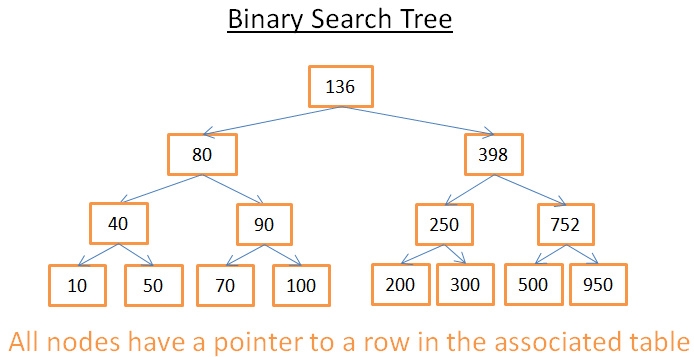 Binary Search Tree
136
80 398
40 90 250 752
10 50 70 100 200 300 500 950
All nodes have a pointer to a row in the associated table